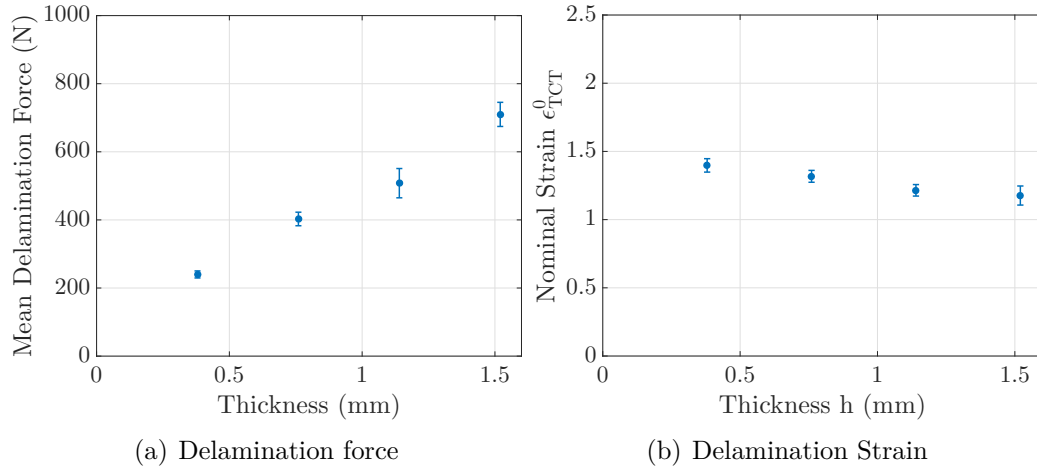 Mean Delamination Force (N)
1000
800
600
400
200
0
0 0.5 1 1.5
Thickness (mm)
(a) Delamination force
Nominal Strain ϵ⁰_TCT
2.5
2
1.5
1
0.5
0
0 0.5 1 1.5
Thickness h (mm)
(b) Delamination Strain